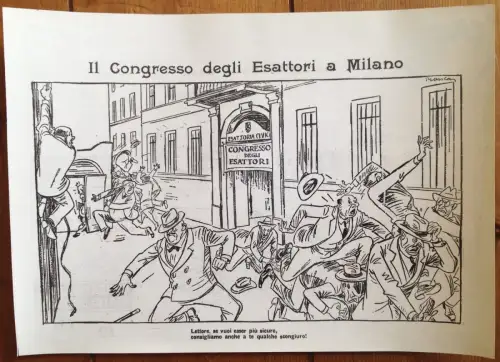 Il Congresso degli Esattori a Milano
ESATTORIA CIVICA
CONGRESSO
DEGLI
ESATTORI
Lettore, se vuoi esser più sicuro,
consigliamo anche a te qualche scongiuro!